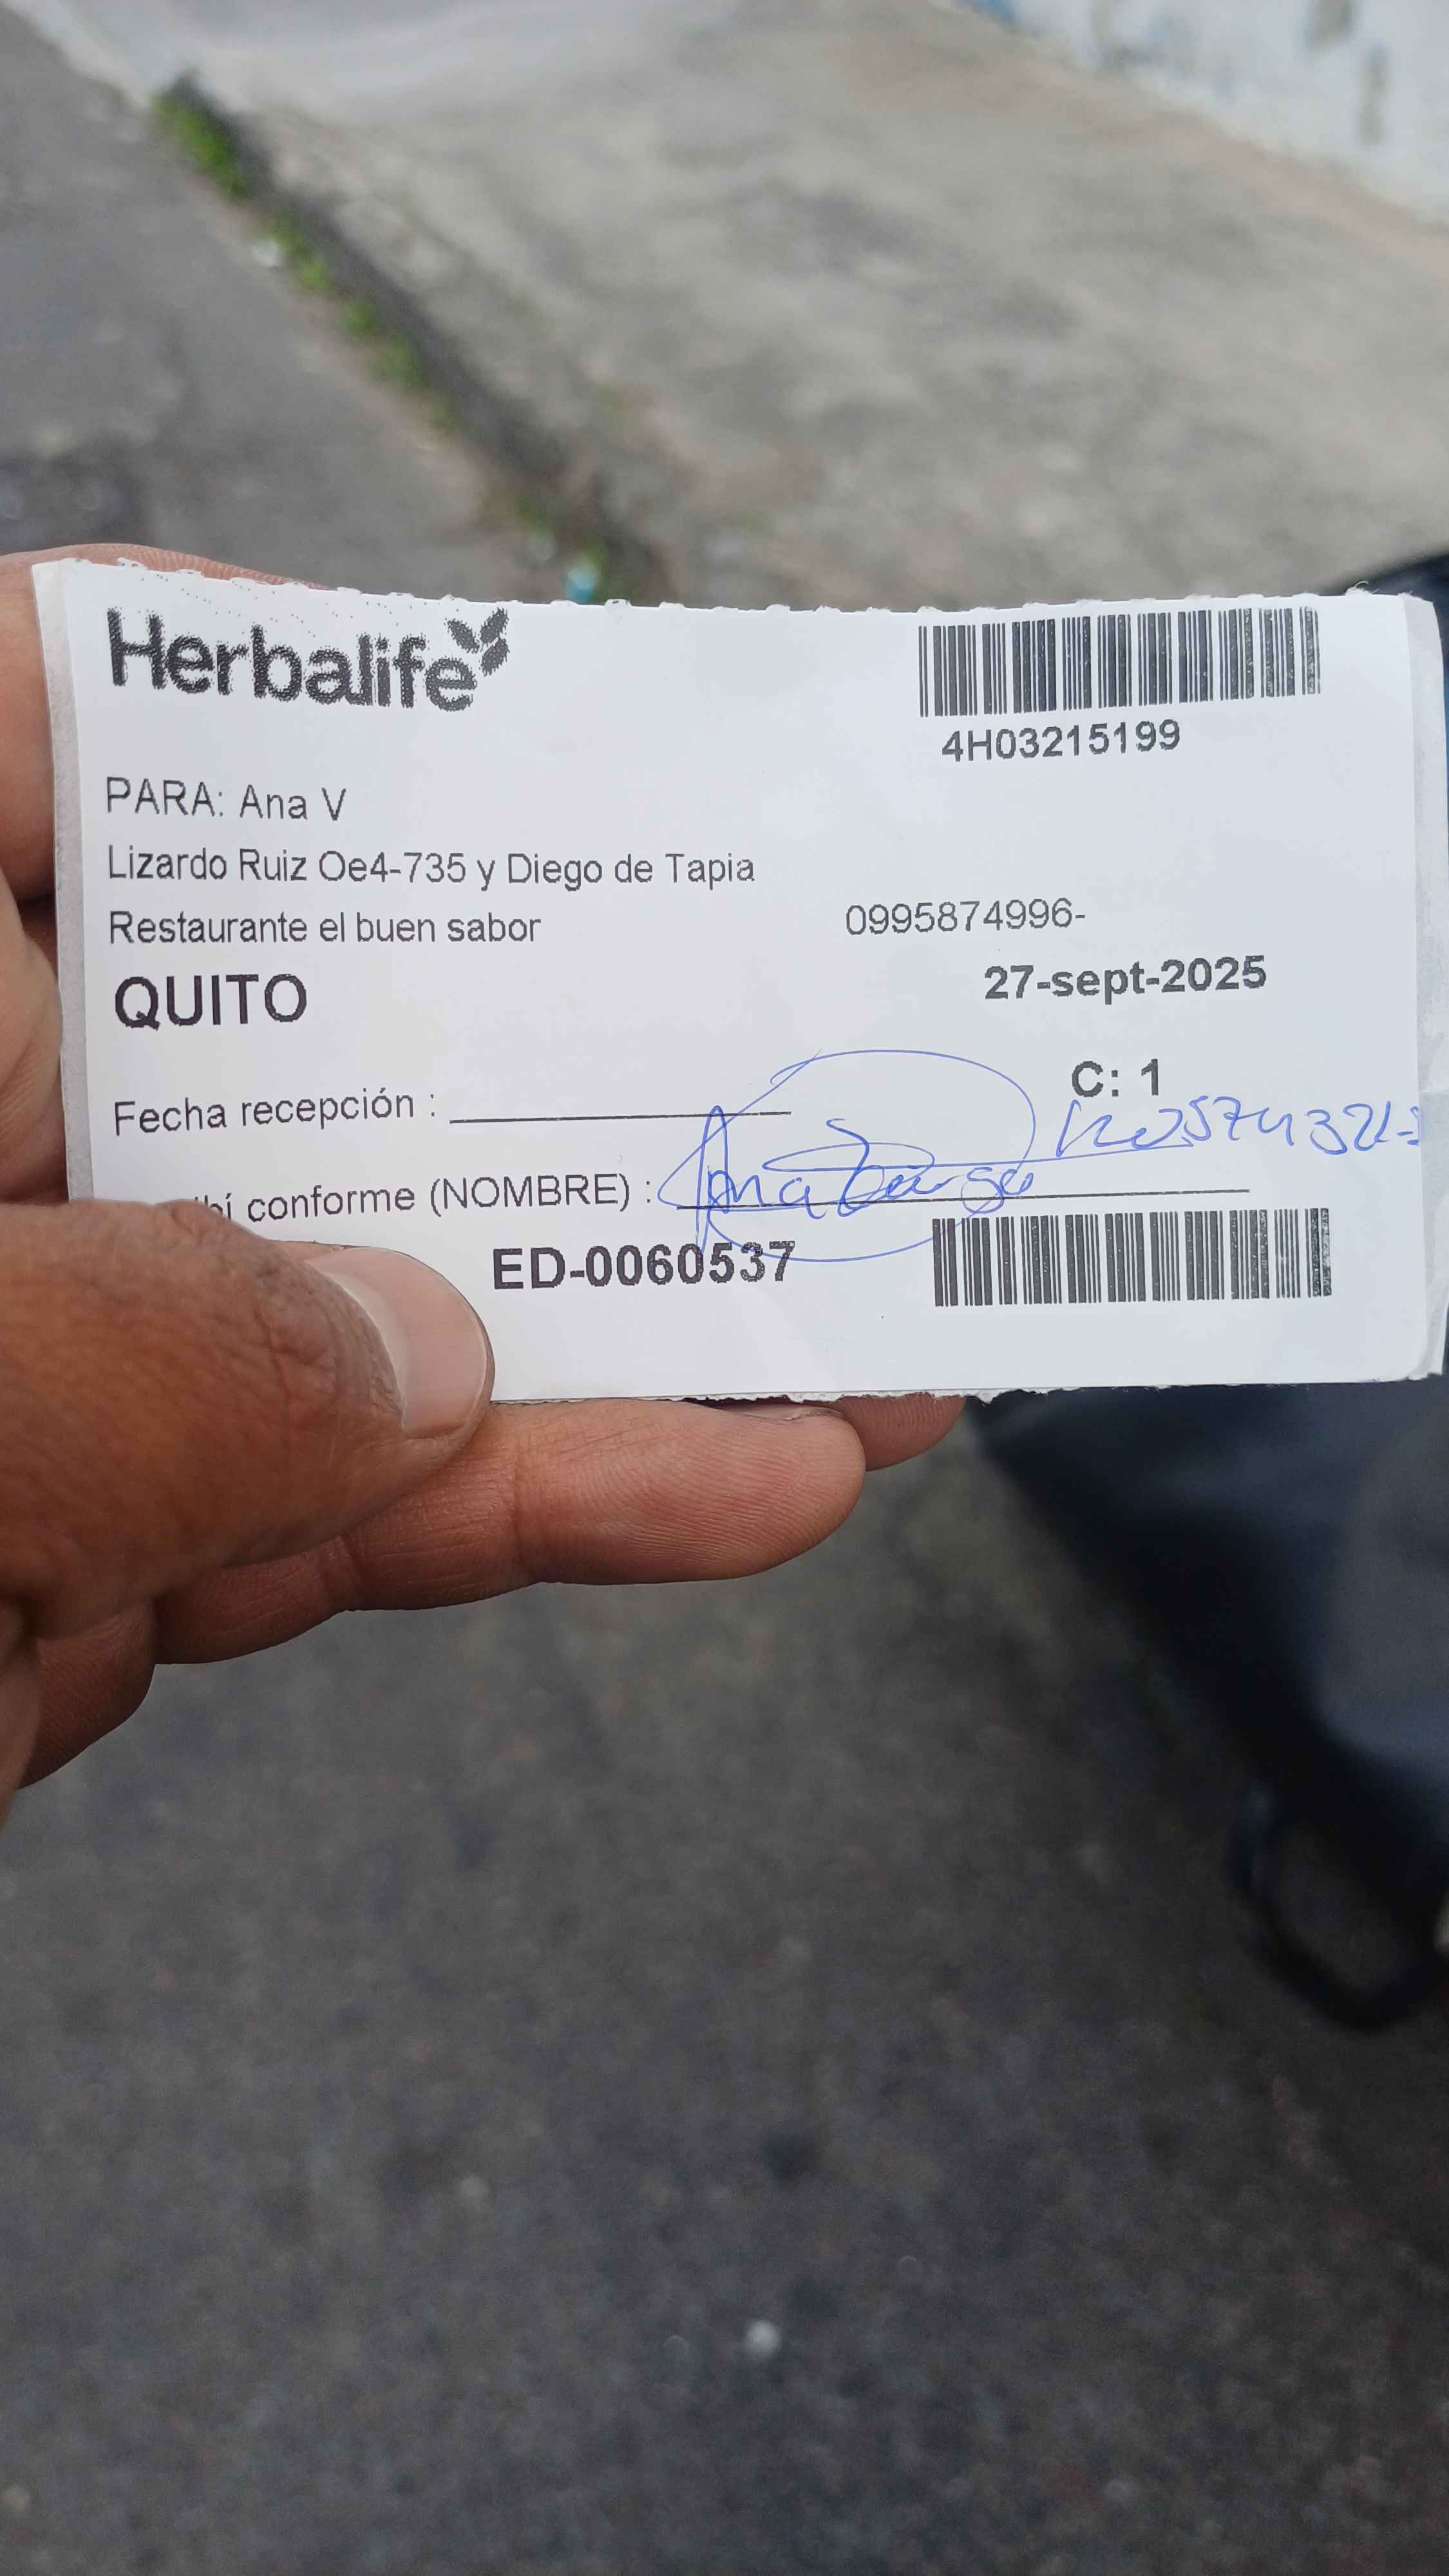 Herbalife
4H03215199
PARA: Ana V
Lizardo Ruiz Oe4-735 y Diego de Tapia
Restaurante el buen sabor
0995874996-
QUITO
27-sept-2025
C: 1
Fecha recepción :
conforme (NOMBRE) : Ana
ED-0060537